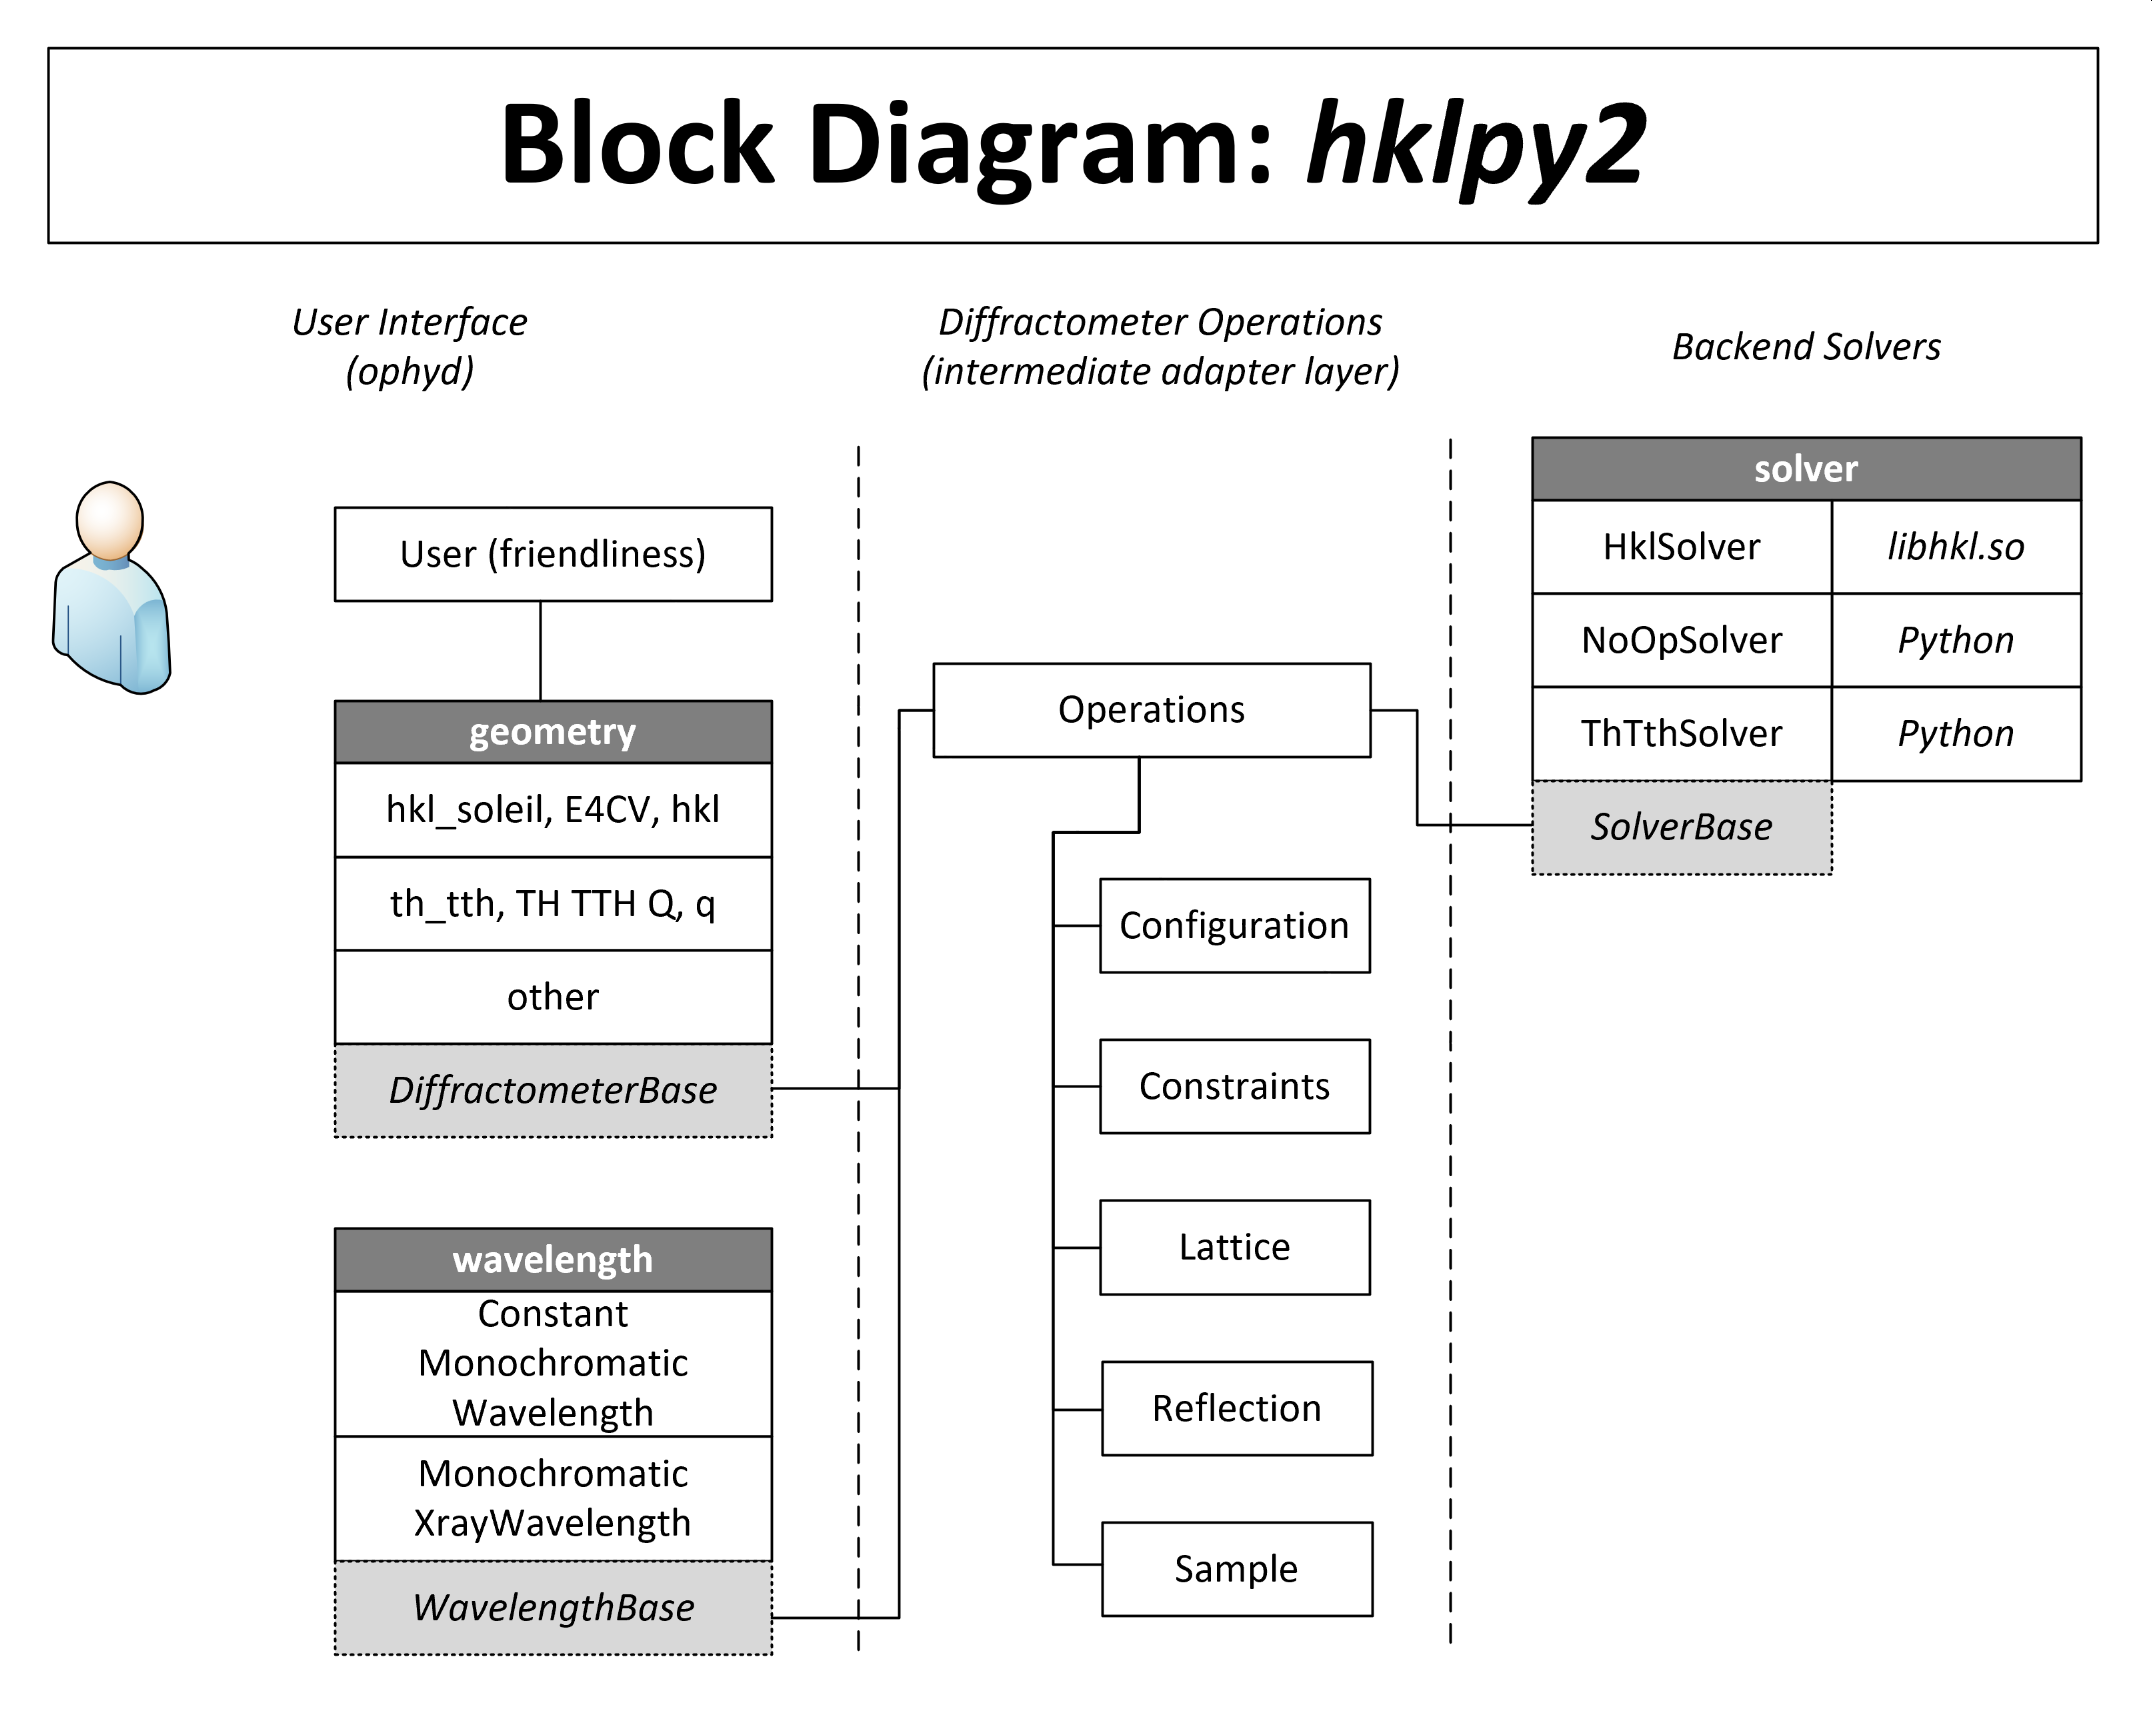 Block Diagram: hklpy2
User Interface
(ophyd)
Diffractometer Operations
(intermediate adapter layer)
Backend Solvers
User (friendliness)
geometry
hkl_soleil, E4CV, hkl
th_tth, TH TTH Q, q
other
DiffractometerBase
wavelength
Constant
Monochromatic
Wavelength
Monochromatic
XrayWavelength
WavelengthBase
Operations
Configuration
Constraints
Lattice
Reflection
Sample
solver
HklSolver libhkl.so
NoOpSolver Python
ThTthSolver Python
SolverBase